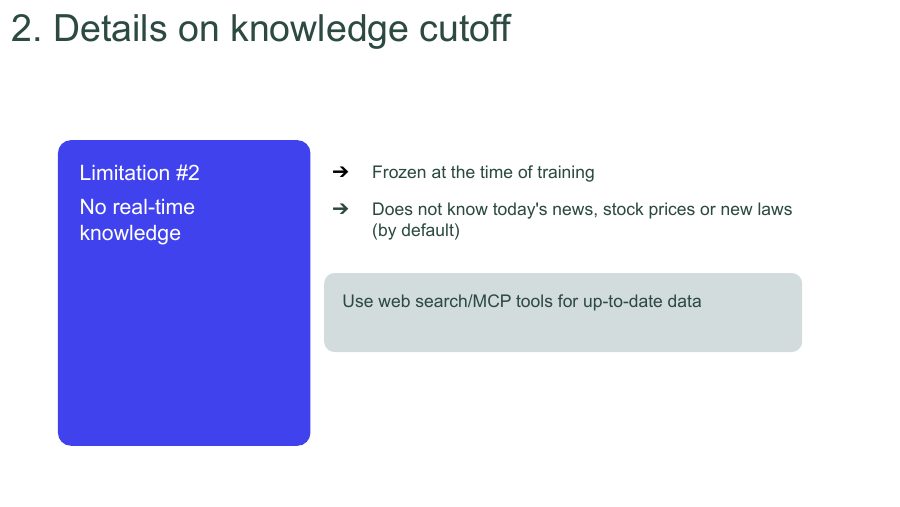 2. Details on knowledge cutoff
Limitation #2
No real-time
knowledge
➔ Frozen at the time of training
➔ Does not know today's news, stock prices or new laws
(by default)
Use web search/MCP tools for up-to-date data